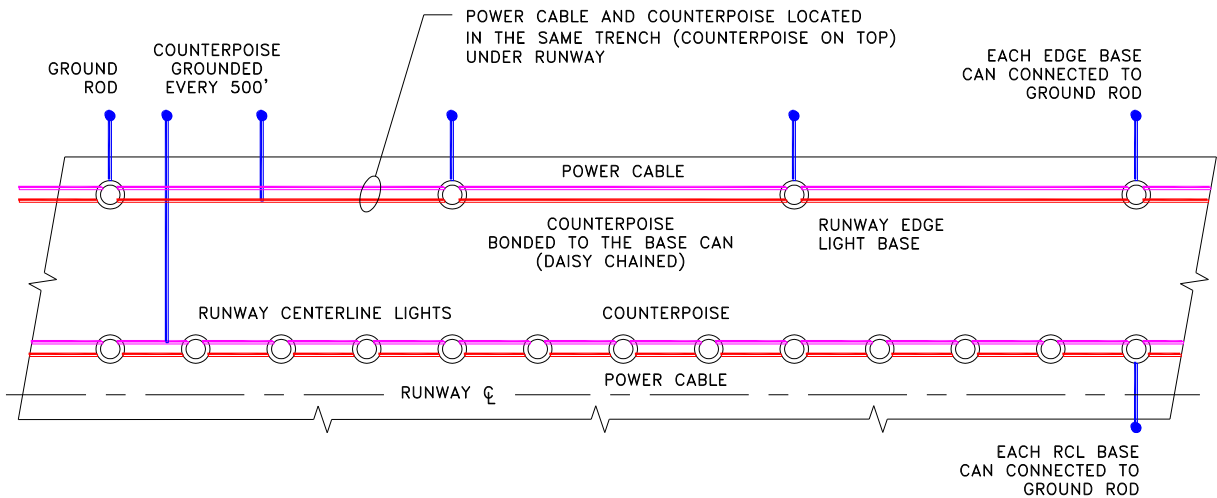 POWER CABLE AND COUNTERPOISE LOCATED
IN THE SAME TRENCH (COUNTERPOISE ON TOP)
UNDER RUNWAY
COUNTERPOISE
GROUNDED
EVERY 500'
GROUND
ROD
EACH EDGE BASE
CAN CONNECTED TO
GROUND ROD
POWER CABLE
COUNTERPOISE
BONDED TO THE BASE CAN
(DAISY CHAINED)
RUNWAY EDGE
LIGHT BASE
RUNWAY CENTERLINE LIGHTS
COUNTERPOISE
POWER CABLE
RUNWAY ℄
EACH RCL BASE
CAN CONNECTED TO
GROUND ROD